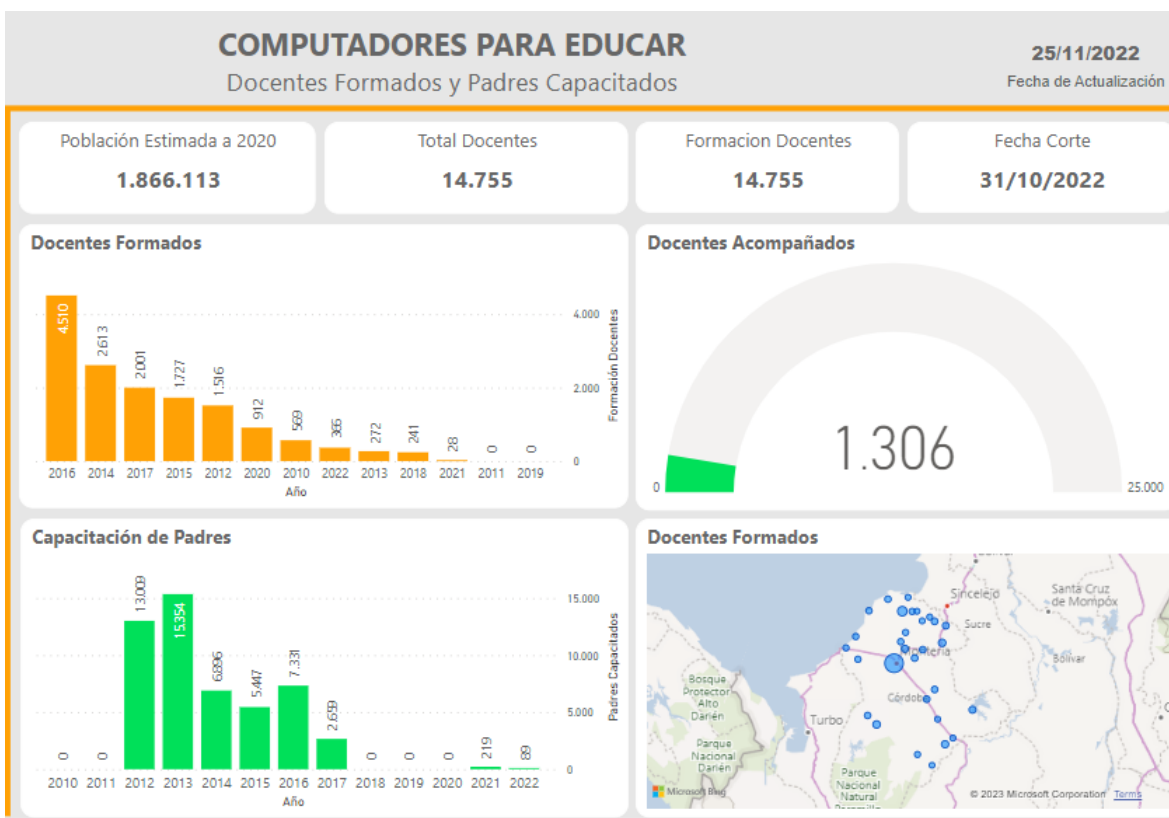 COMPUTADORES PARA EDUCAR
Docentes Formados y Padres Capacitados
25/11/2022
Fecha de Actualización
Población Estimada a 2020
1.866.113
Total Docentes
14.755
Formacion Docentes
14.755
Fecha Corte
31/10/2022
Docentes Formados
4.510
2.613
2.001
1.727
1.516
912
569
366
272
241
28
0
0
4.000
2.000
0
Formación Docentes
2016 2014 2017 2015 2012 2020 2010 2022 2013 2018 2021 2011 2019
Año
Docentes Acompañados
1.306
0
25.000
Capacitación de Padres
0
0
13.009
15.354
6.896
5.447
7.331
2.659
0
0
0
219
89
15.000
10.000
5.000
0
Padres Capacitados
2010 2011 2012 2013 2014 2015 2016 2017 2018 2019 2020 2021 2022
Año
Docentes Formados
Sincelejo
Santa Cruz
de Mompóx
Sucre
Montería
Bolívar
Bosque
Protector
Alto
Darién
Córdoba
Turbo
Parque
Nacional
Darién
Parque
Nacional
Natural
Microsoft Bing
© 2023 Microsoft Corporation Terms